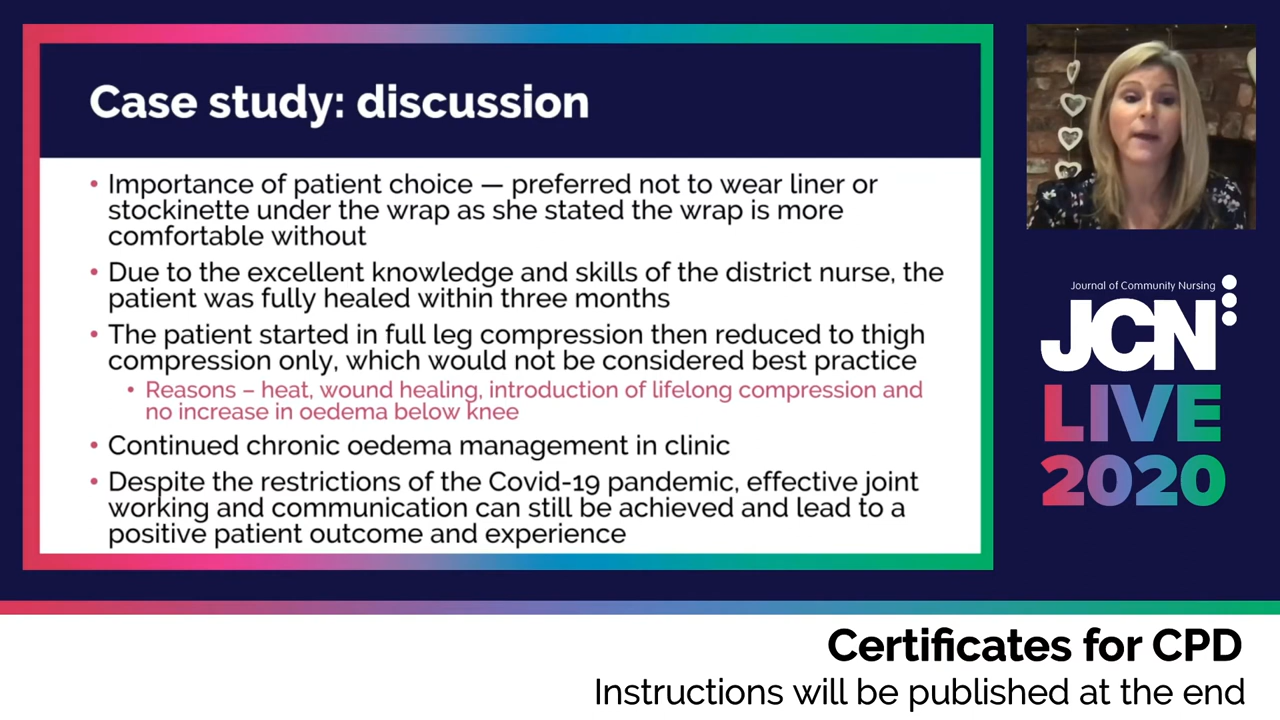 Case study: discussion
• Importance of patient choice — preferred not to wear liner or
stockinette under the wrap as she stated the wrap is more
comfortable without
• Due to the excellent knowledge and skills of the district nurse, the
patient was fully healed within three months
• The patient started in full leg compression then reduced to thigh
compression only, which would not be considered best practice
• Reasons – heat, wound healing, introduction of lifelong compression and
no increase in oedema below knee
• Continued chronic oedema management in clinic
• Despite the restrictions of the Covid-19 pandemic, effective joint
working and communication can still be achieved and lead to a
positive patient outcome and experience
Journal of Community Nursing
JCN
LIVE
2020
Certificates for CPD
Instructions will be published at the end